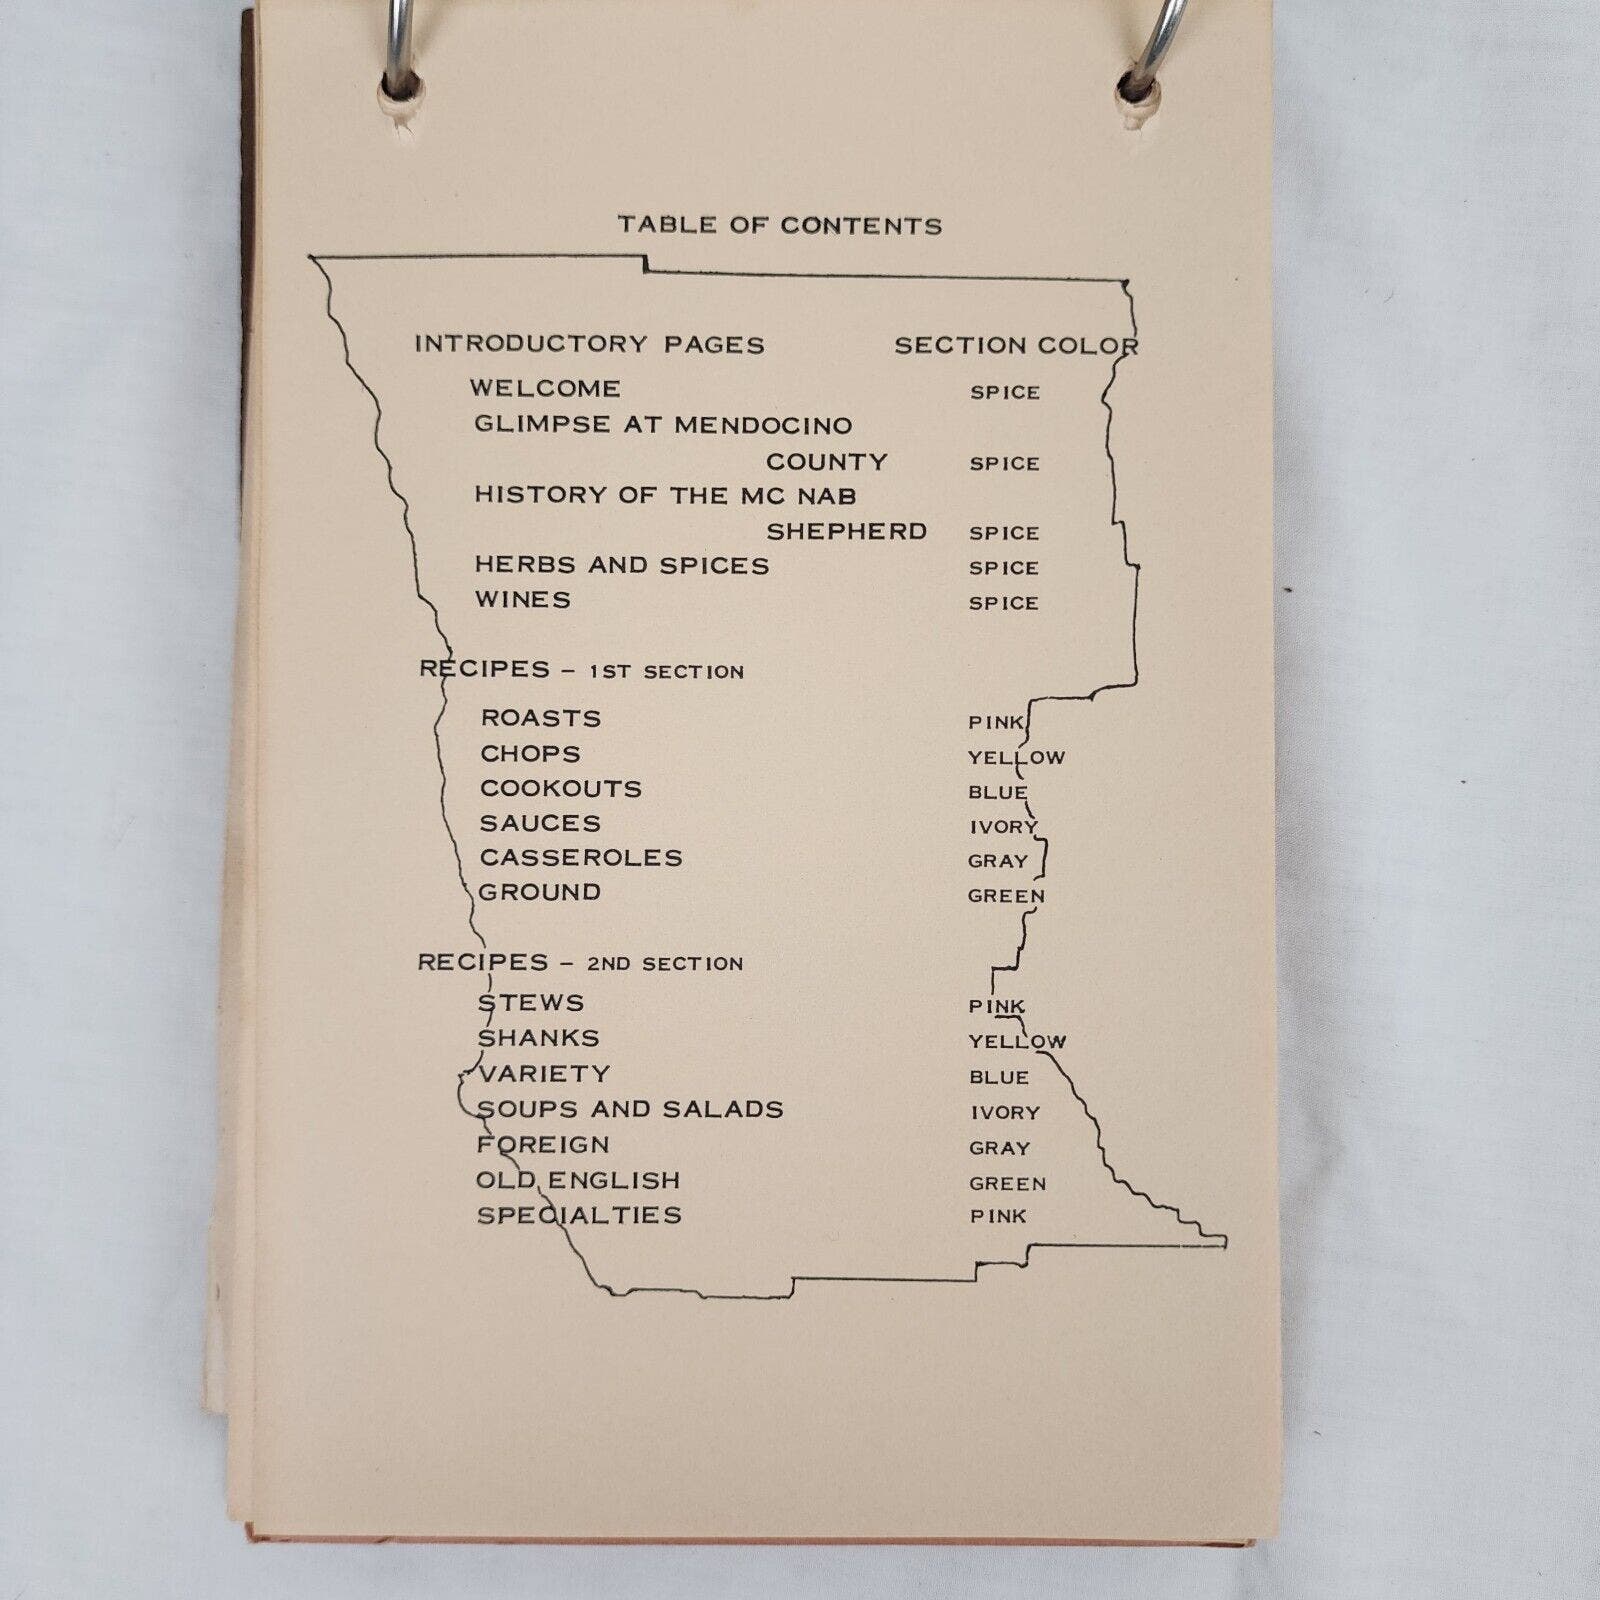 TABLE OF CONTENTS
INTRODUCTORY PAGES SECTION COLOR
WELCOME SPICE
GLIMPSE AT MENDOCINO
COUNTY SPICE
HISTORY OF THE MC NAB
SHEPHERD SPICE
HERBS AND SPICES SPICE
WINES SPICE
RECIPES – 1ST SECTION
ROASTS PINK
CHOPS YELLOW
COOKOUTS BLUE
SAUCES IVORY
CASSEROLES GRAY
GROUND GREEN
RECIPES – 2ND SECTION
STEWS PINK
SHANKS YELLOW
VARIETY BLUE
SOUPS AND SALADS IVORY
FOREIGN GRAY
OLD ENGLISH GREEN
SPECIALTIES PINK